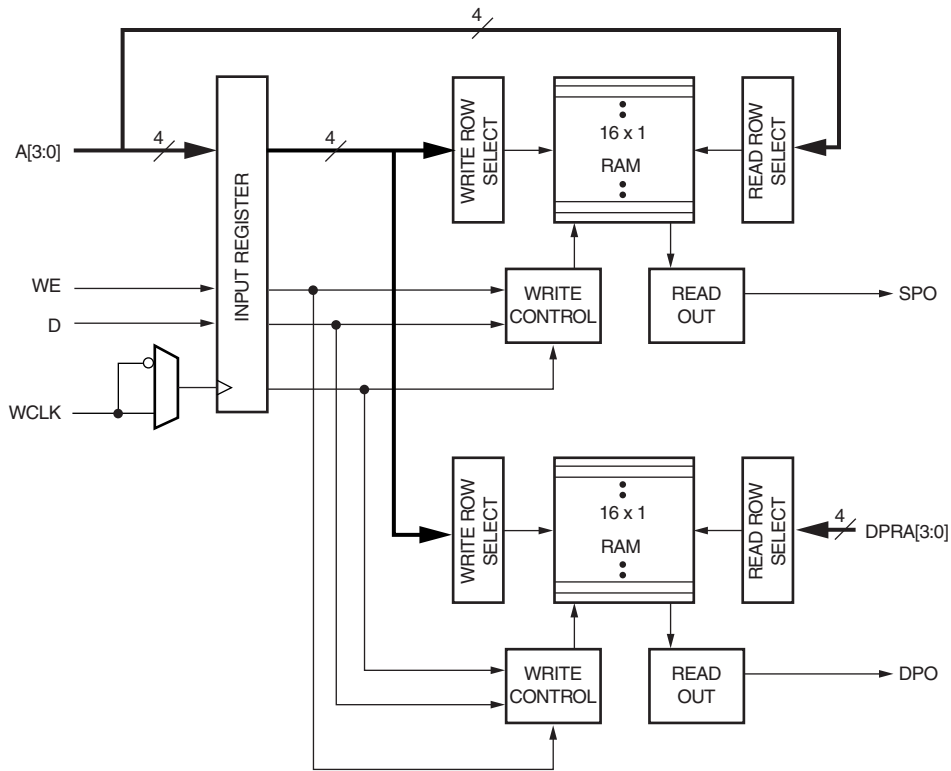 4
A[3:0]
4
4
INPUT REGISTER
WRITE ROW
SELECT
16 x 1
RAM
READ ROW
SELECT
WE
D
WRITE
CONTROL
READ
OUT
SPO
WCLK
WRITE ROW
SELECT
16 x 1
RAM
READ ROW
SELECT
4
DPRA[3:0]
WRITE
CONTROL
READ
OUT
DPO